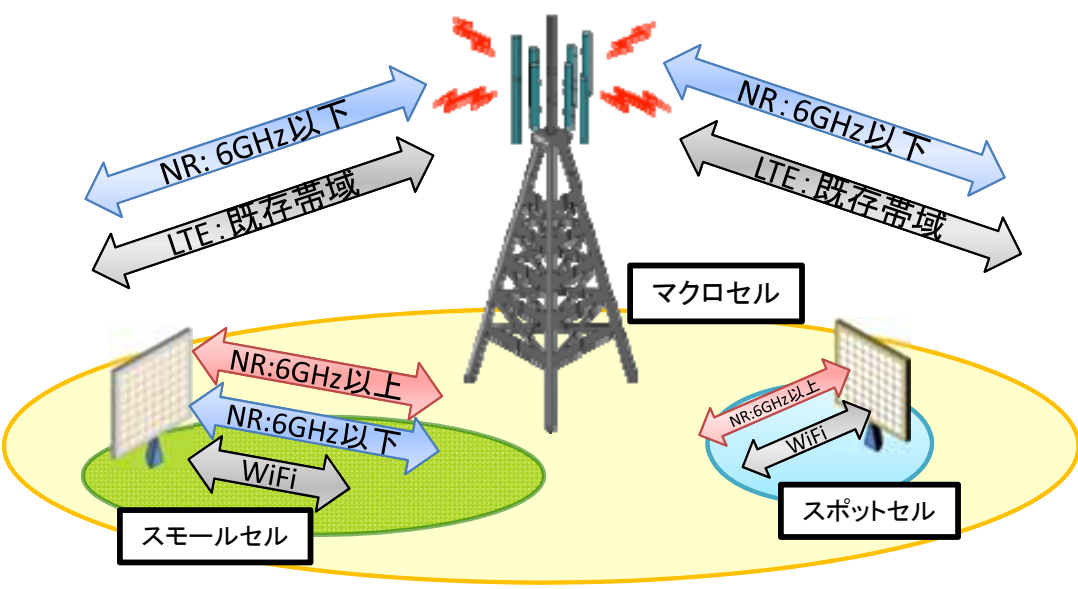 NR: 6GHz以下
LTE：既存帯域
NR：6GHz以下
LTE：既存帯域
マクロセル
NR:6GHz以上
NR:6GHz以下
WiFi
スモールセル
NR:6GHz以上
WiFi
スポットセル